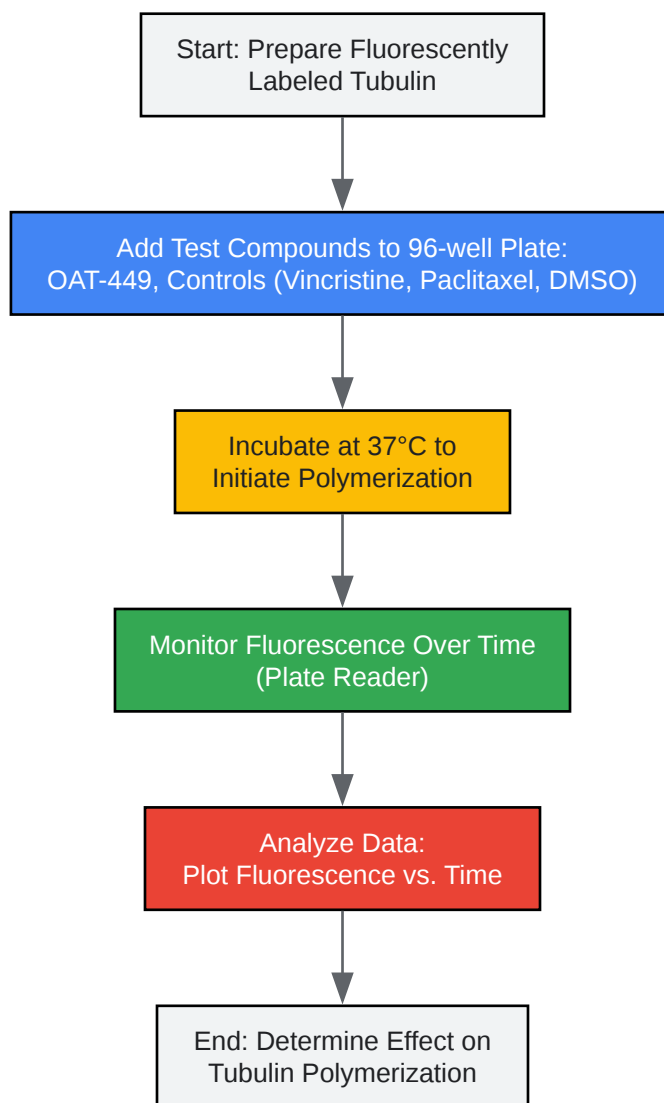 Start: Prepare Fluorescently
Labeled Tubulin
Add Test Compounds to 96-well Plate:
OAT-449, Controls (Vincristine, Paclitaxel, DMSO)
Incubate at 37°C to
Initiate Polymerization
Monitor Fluorescence Over Time
(Plate Reader)
Analyze Data:
Plot Fluorescence vs. Time
End: Determine Effect on
Tubulin Polymerization